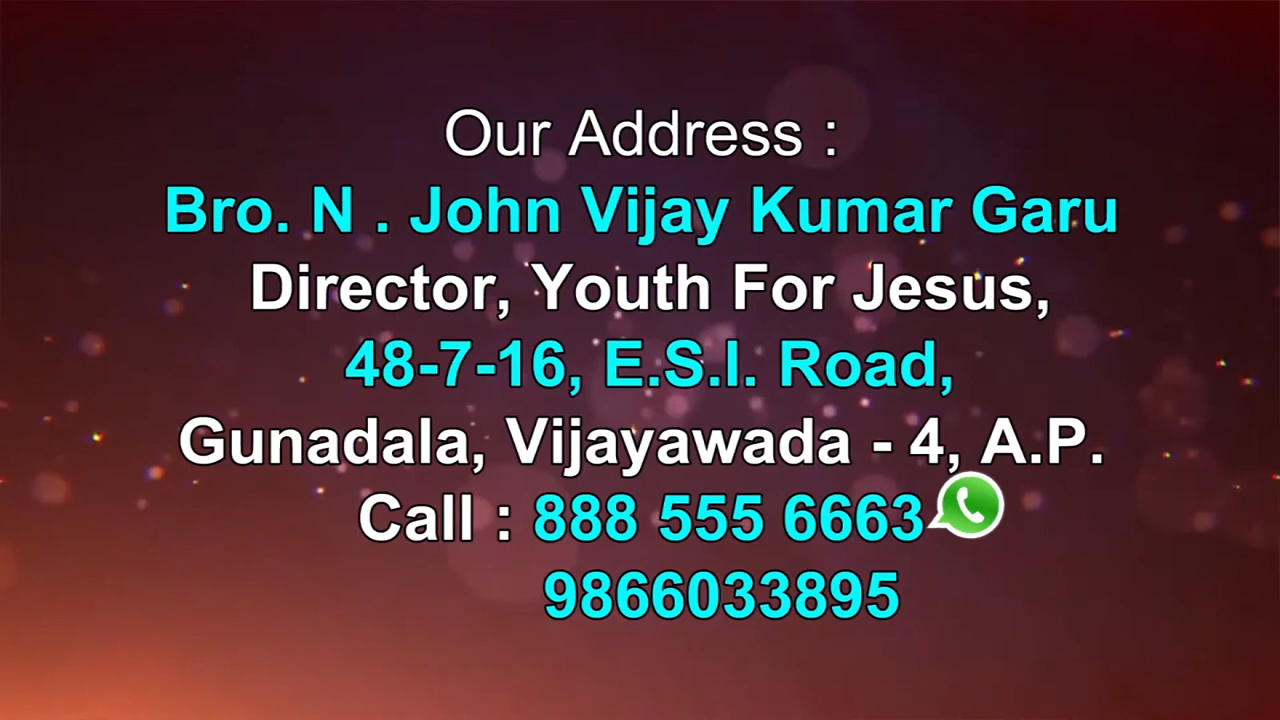 Our Address :
Bro. N . John Vijay Kumar Garu
Director, Youth For Jesus,
48-7-16, E.S.I. Road,
Gunadala, Vijayawada - 4, A.P.
Call : 888 555 6663
9866033895